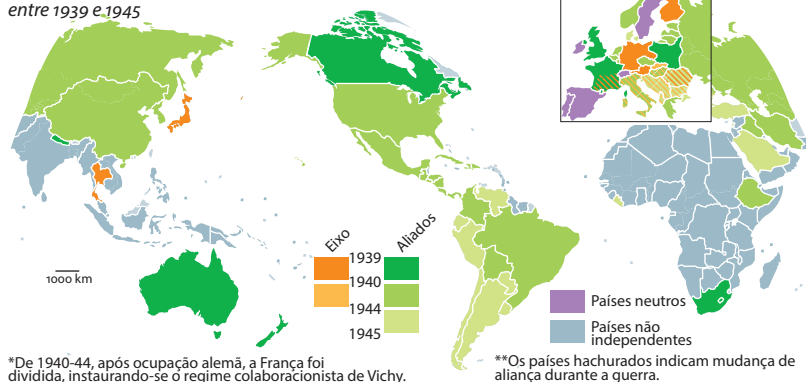 entre 1939 e 1945
Eixo
Aliados
1939
1940
1944
1945
1000 km
Países neutros
Países não
independentes
*De 1940-44, após ocupação alemã, a França foi
dividida, instaurando-se o regime colaboracionista de Vichy.
**Os países hachurados indicam mudança de
aliança durante a guerra.